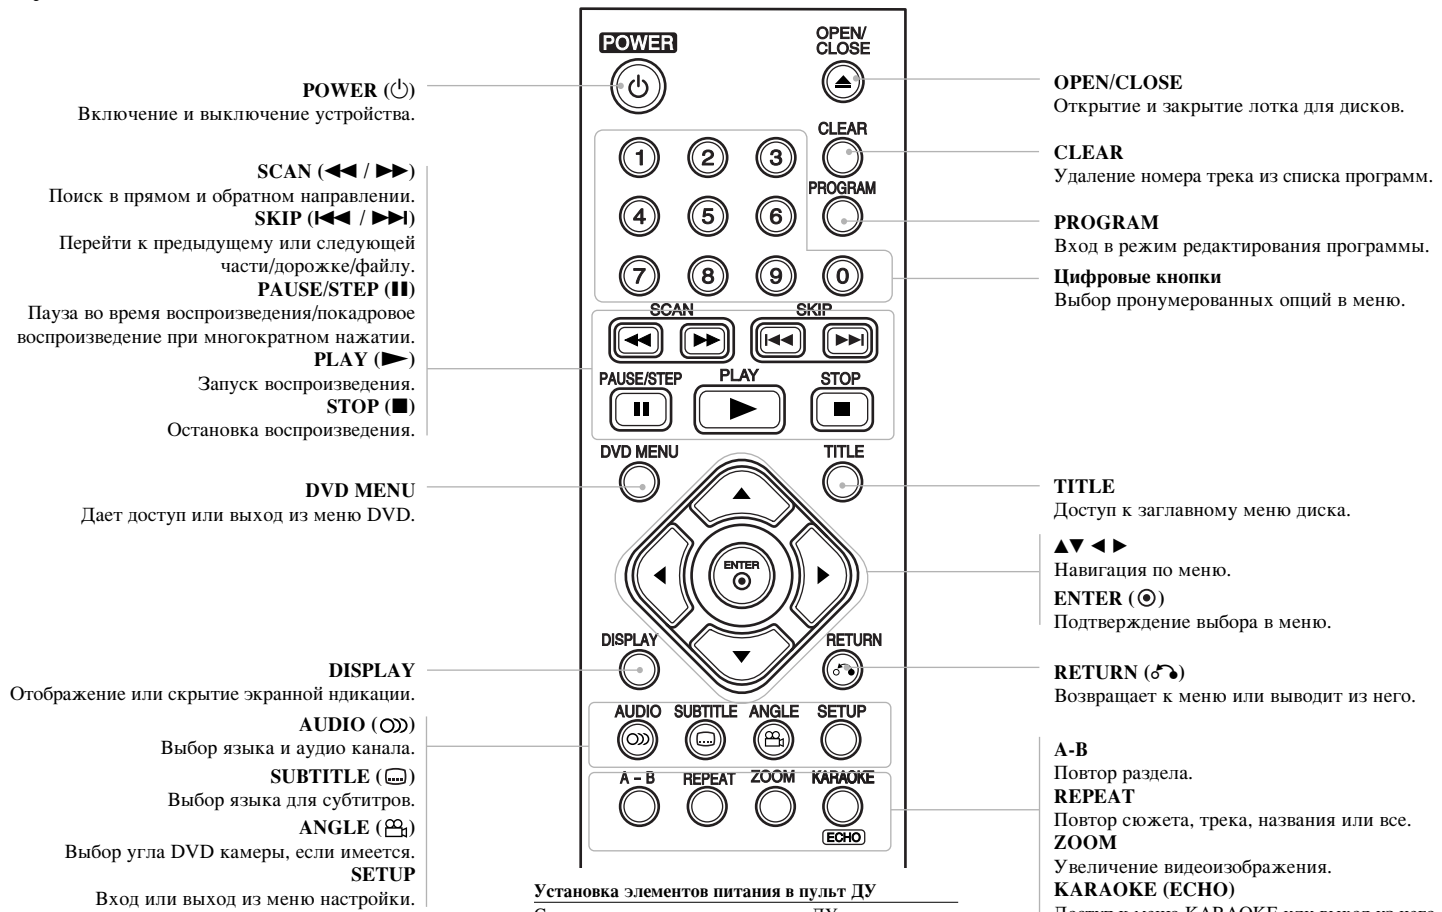 POWER (⏻)
Включение и выключение устройства.
SCAN (◀◀ / ▶▶)
Поиск в прямом и обратном направлении.
SKIP (I◀◀ / ▶▶I)
Перейти к предыдущему или следующей
части/дорожке/файлу.
PAUSE/STEP (II)
Пауза во время воспроизведения/покадровое
воспроизведение при многократном нажатии.
PLAY (▶)
Запуск воспроизведения.
STOP (■)
Остановка воспроизведения.
DVD MENU
Дает доступ или выход из меню DVD.
DISPLAY
Отображение или скрытие экранной ндикации.
AUDIO
Выбор языка и аудио канала.
SUBTITLE
Выбор языка для субтитров.
ANGLE
Выбор угла DVD камеры, если имеется.
SETUP
Вход или выход из меню настройки.
POWER
OPEN/
CLOSE
CLEAR
1 2 3
PROGRAM
4 5 6
7 8 9 0
SCAN SKIP
PAUSE/STEP PLAY STOP
DVD MENU TITLE
ENTER
DISPLAY RETURN
AUDIO SUBTITLE ANGLE SETUP
A – B REPEAT ZOOM KARAOKE
ECHO
Установка элементов питания в пульт ДУ
OPEN/CLOSE
Открытие и закрытие лотка для дисков.
CLEAR
Удаление номера трека из списка программ.
PROGRAM
Вход в режим редактирования программы.
Цифровые кнопки
Выбор пронумерованных опций в меню.
TITLE
Доступ к заглавному меню диска.
▲▼ ◀ ▶
Навигация по меню.
ENTER (◉)
Подтверждение выбора в меню.
RETURN
Возвращает к меню или выводит из него.
A-B
Повтор раздела.
REPEAT
Повтор сюжета, трека, названия или все.
ZOOM
Увеличение видеоизображения.
KARAOKE (ECHO)